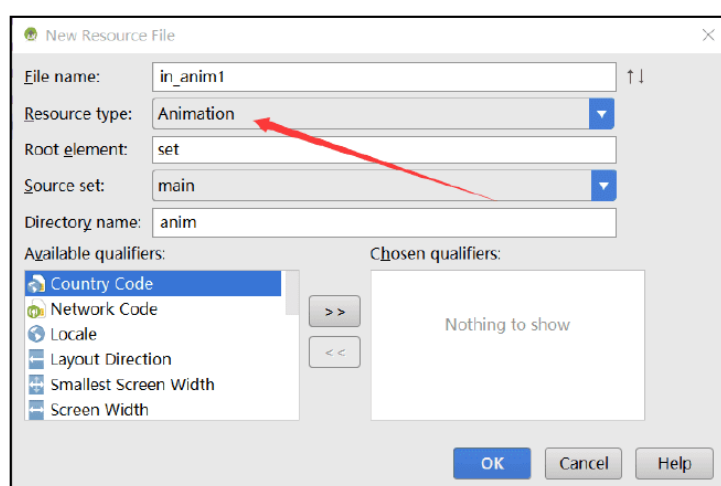 New Resource File
File name: in_anim1
Resource type: Animation
Root element: set
Source set: main
Directory name: anim
Available qualifiers: Chosen qualifiers:
Country Code
Network Code
Locale
Layout Direction
Smallest Screen Width
Screen Width
>>
<<
Nothing to show
OK Cancel Help